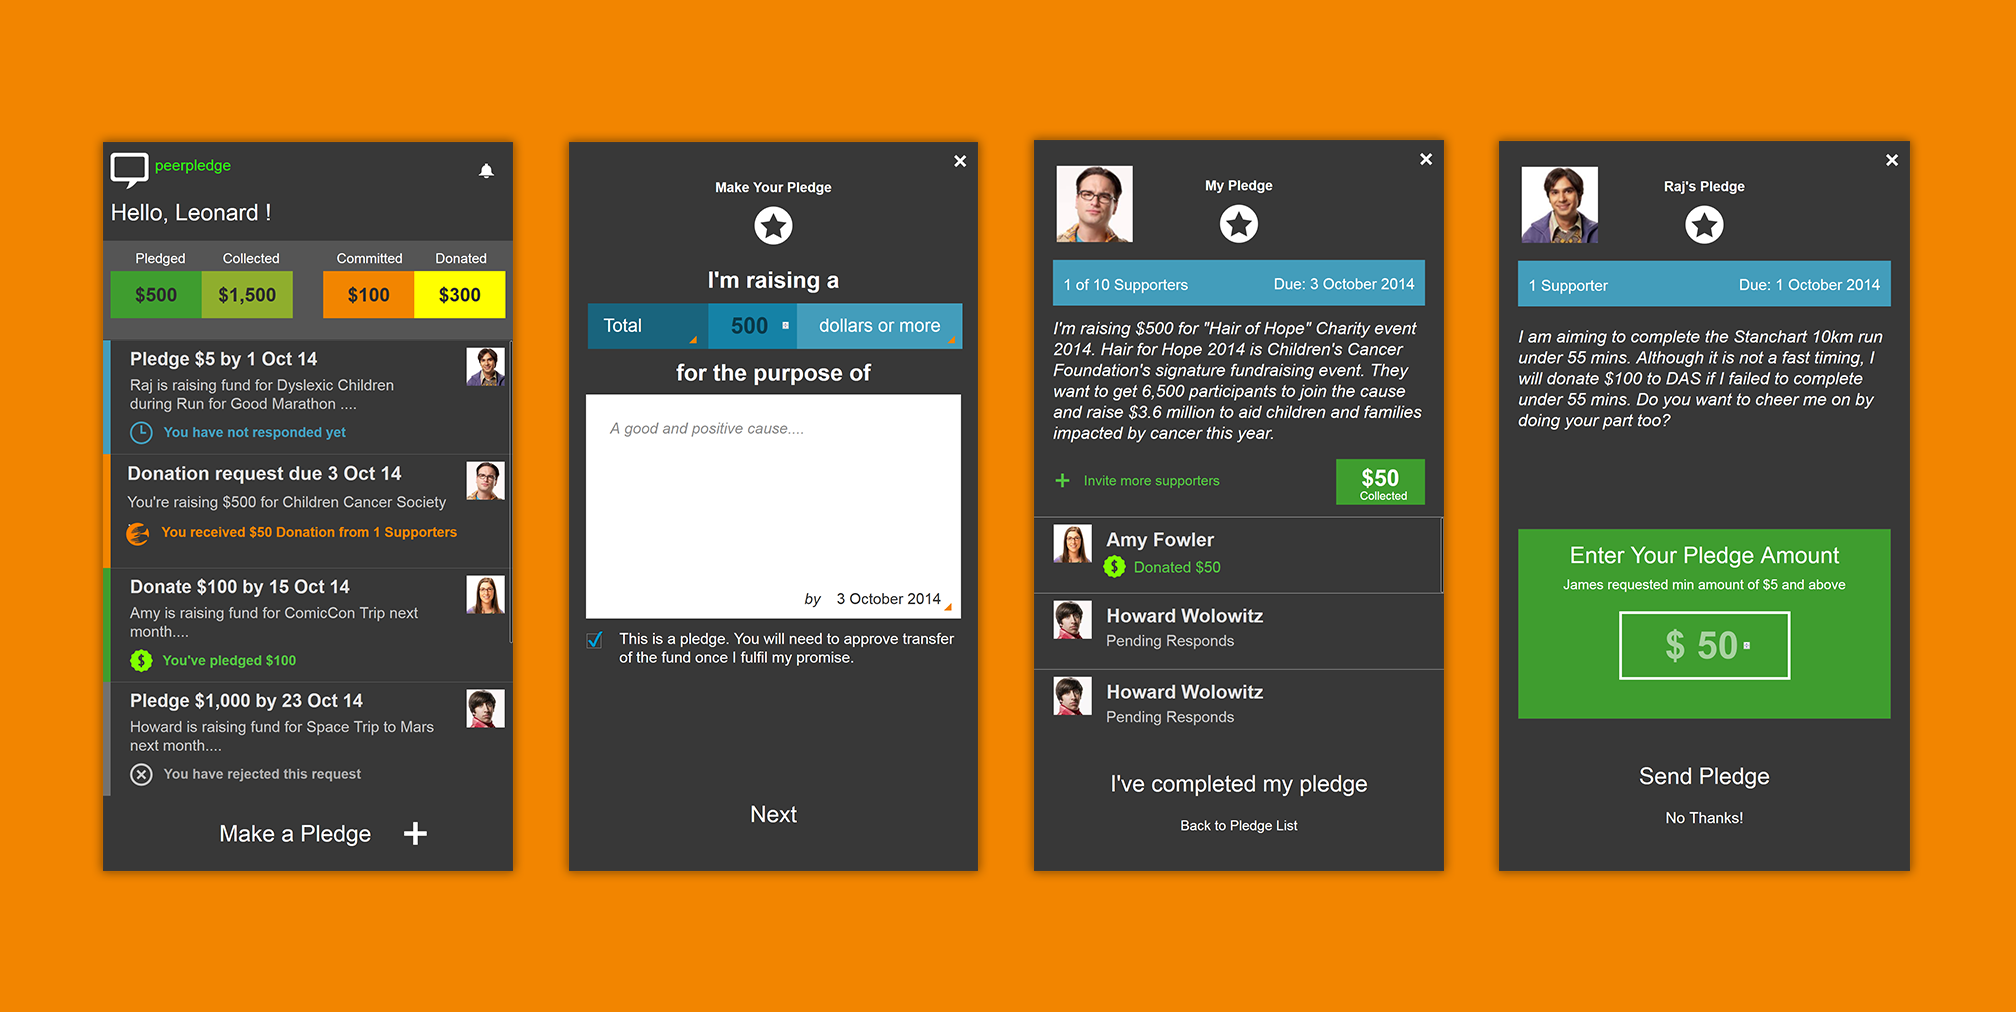 peerpledge
Hello, Leonard !
Pledged Collected Committed Donated
$500 $1,500 $100 $300
Pledge $5 by 1 Oct 14
Raj is raising fund for Dyslexic Children
during Run for Good Marathon ....
You have not responded yet
Donation request due 3 Oct 14
You're raising $500 for Children Cancer Society
You received $50 Donation from 1 Supporters
Donate $100 by 15 Oct 14
Amy is raising fund for ComicCon Trip next
month....
$ You've pledged $100
Pledge $1,000 by 23 Oct 14
Howard is raising fund for Space Trip to Mars
next month....
You have rejected this request
Make a Pledge
Make Your Pledge
I'm raising a
Total 500 dollars or more
for the purpose of
A good and positive cause....
by 3 October 2014
This is a pledge. You will need to approve transfer
of the fund once I fulfil my promise.
Next
My Pledge
1 of 10 Supporters Due: 3 October 2014
I'm raising $500 for "Hair of Hope" Charity event
2014. Hair for Hope 2014 is Children's Cancer
Foundation's signature fundraising event. They
want to get 6,500 participants to join the cause
and raise $3.6 million to aid children and families
impacted by cancer this year.
Invite more supporters
$50
Collected
Amy Fowler
$ Donated $50
Howard Wolowitz
Pending Responds
Howard Wolowitz
Pending Responds
I've completed my pledge
Back to Pledge List
Raj's Pledge
1 Supporter Due: 1 October 2014
I am aiming to complete the Stanchart 10km run
under 55 mins. Although it is not a fast timing, I
will donate $100 to DAS if I failed to complete
under 55 mins. Do you want to cheer me on by
doing your part too?
Enter Your Pledge Amount
James requested min amount of $5 and above
$ 50
Send Pledge
No Thanks!